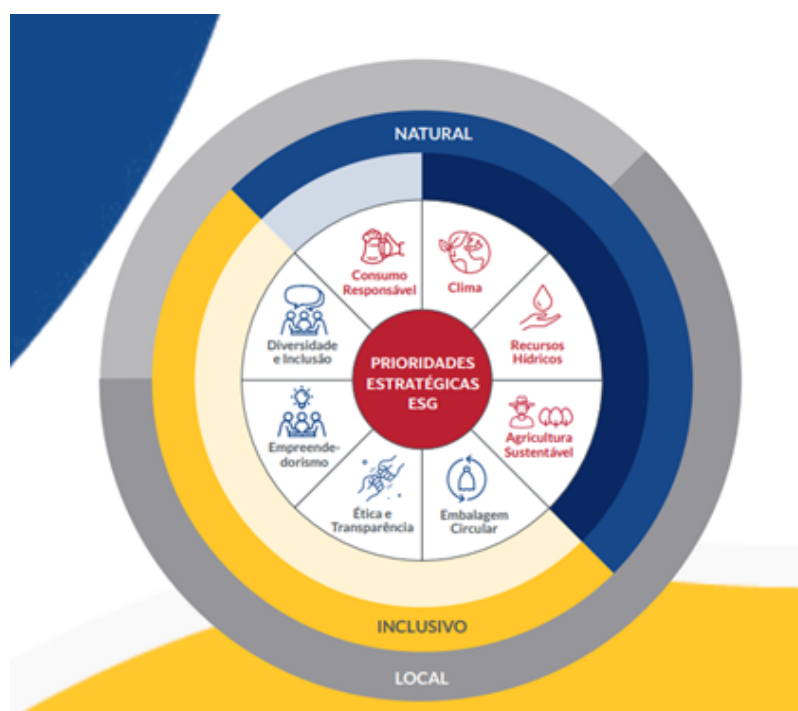 NATURAL
Consumo
Responsável
Clima
Diversidade
e Inclusão
Recursos
Hídricos
PRIORIDADES
ESTRATÉGICAS
ESG
Empreende-
dorismo
Agricultura
Sustentável
Ética e
Transparência
Embalagem
Circular
INCLUSIVO
LOCAL